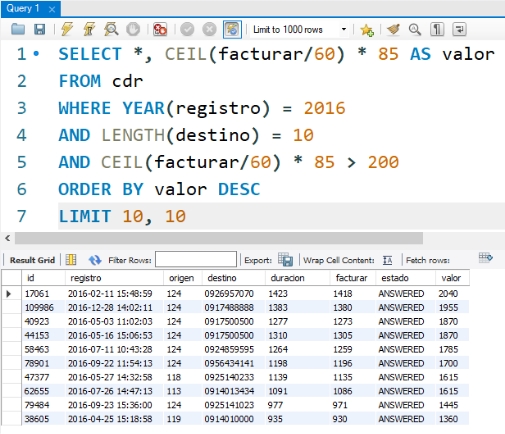 Query 1
Limit to 1000 rows
1 SELECT *, CEIL(facturar/60) * 85 AS valor
2 FROM cdr
3 WHERE YEAR(registro) = 2016
4 AND LENGTH(destino) = 10
5 AND CEIL(facturar/60) * 85 > 200
6 ORDER BY valor DESC
7 LIMIT 10, 10
Result Grid Filter Rows: Export: Wrap Cell Content: Fetch rows:
id registro origen destino duracion facturar estado valor
17061 2016-02-11 15:48:59 124 0926957070 1423 1418 ANSWERED 2040
109986 2016-12-28 14:02:11 124 0917488888 1383 1380 ANSWERED 1955
40923 2016-05-03 11:02:03 124 0917500500 1277 1273 ANSWERED 1870
44153 2016-05-16 15:06:53 124 0917500500 1310 1305 ANSWERED 1870
58463 2016-07-11 10:43:28 124 0924859595 1264 1259 ANSWERED 1785
78901 2016-09-22 11:54:13 124 0956434141 1198 1196 ANSWERED 1700
47377 2016-05-27 14:32:58 118 0925140233 1139 1135 ANSWERED 1615
62655 2016-07-26 14:47:13 113 0914013434 1091 1086 ANSWERED 1615
79484 2016-09-23 15:36:00 124 0925141023 977 971 ANSWERED 1445
38605 2016-04-25 15:18:58 119 0914010000 935 930 ANSWERED 1360